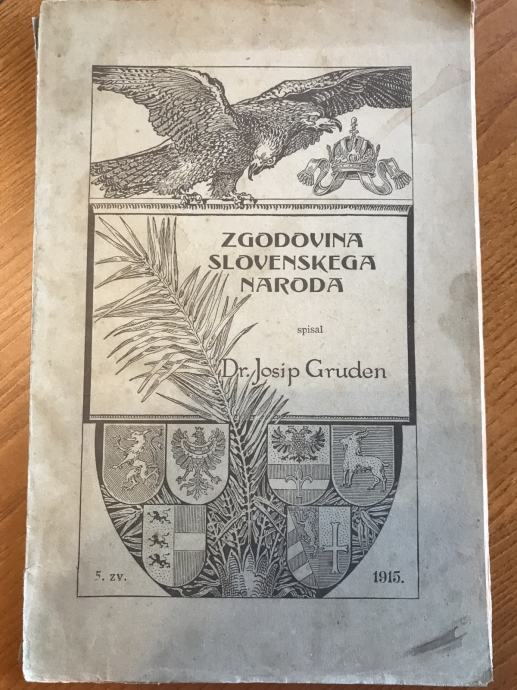 ZGODOVINA
SLOVENSKEGA
NARODA
spisal
Dr. Josip Gruden
5. zv.
1915.